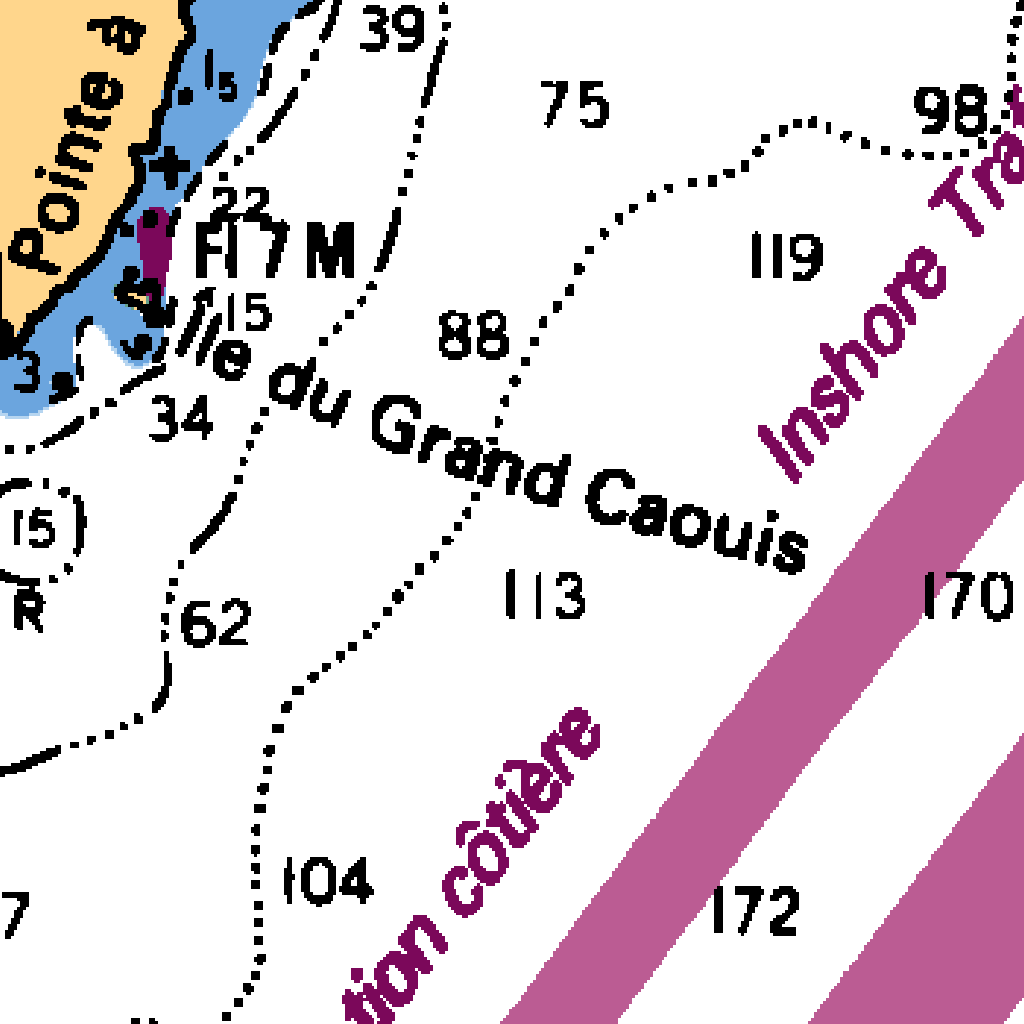 39
Pointe à
1₅
75
98
Inshore Tra
22
Fl 7 M
119
15
88
3
Île du Grand Caouis
34
15
R
62
113
170
tion côtière
104
7
172